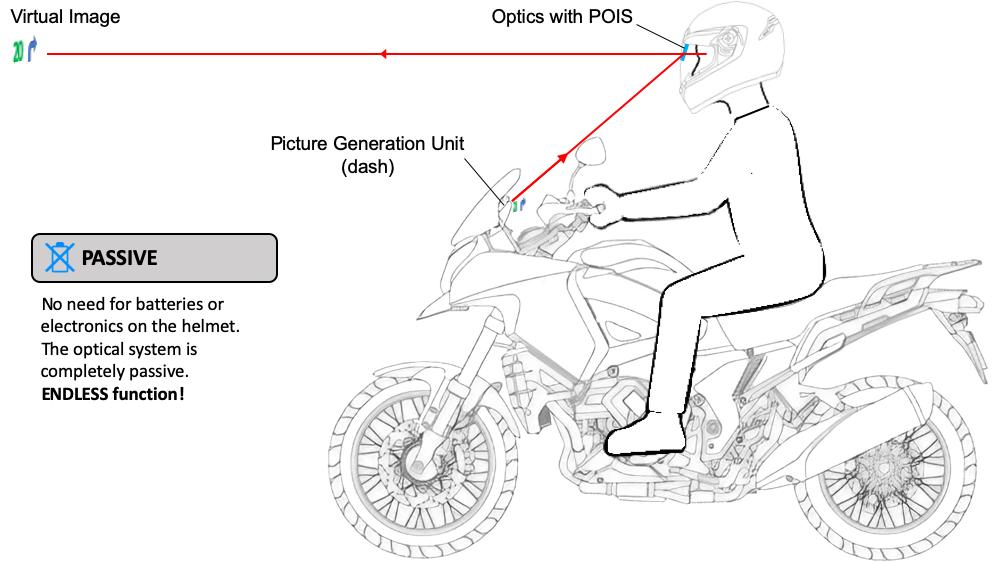 Virtual Image
Optics with POIS
20
Picture Generation Unit
(dash)
PASSIVE
No need for batteries or
electronics on the helmet.
The optical system is
completely passive.
ENDLESS function!